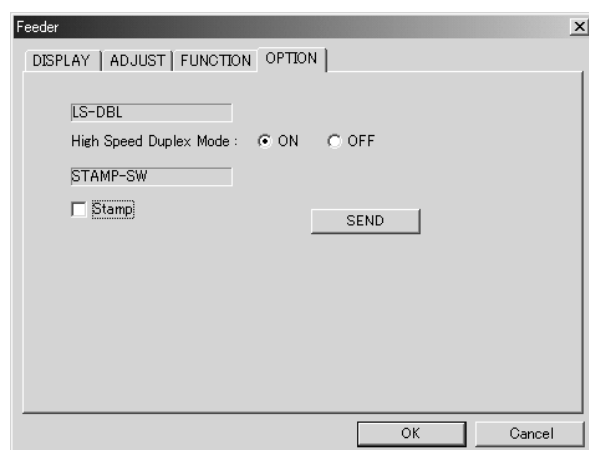 Feeder
DISPLAY ADJUST FUNCTION OPTION
LS-DBL
High Speed Duplex Mode : ON OFF
STAMP-SW
Stamp
SEND
OK Cancel